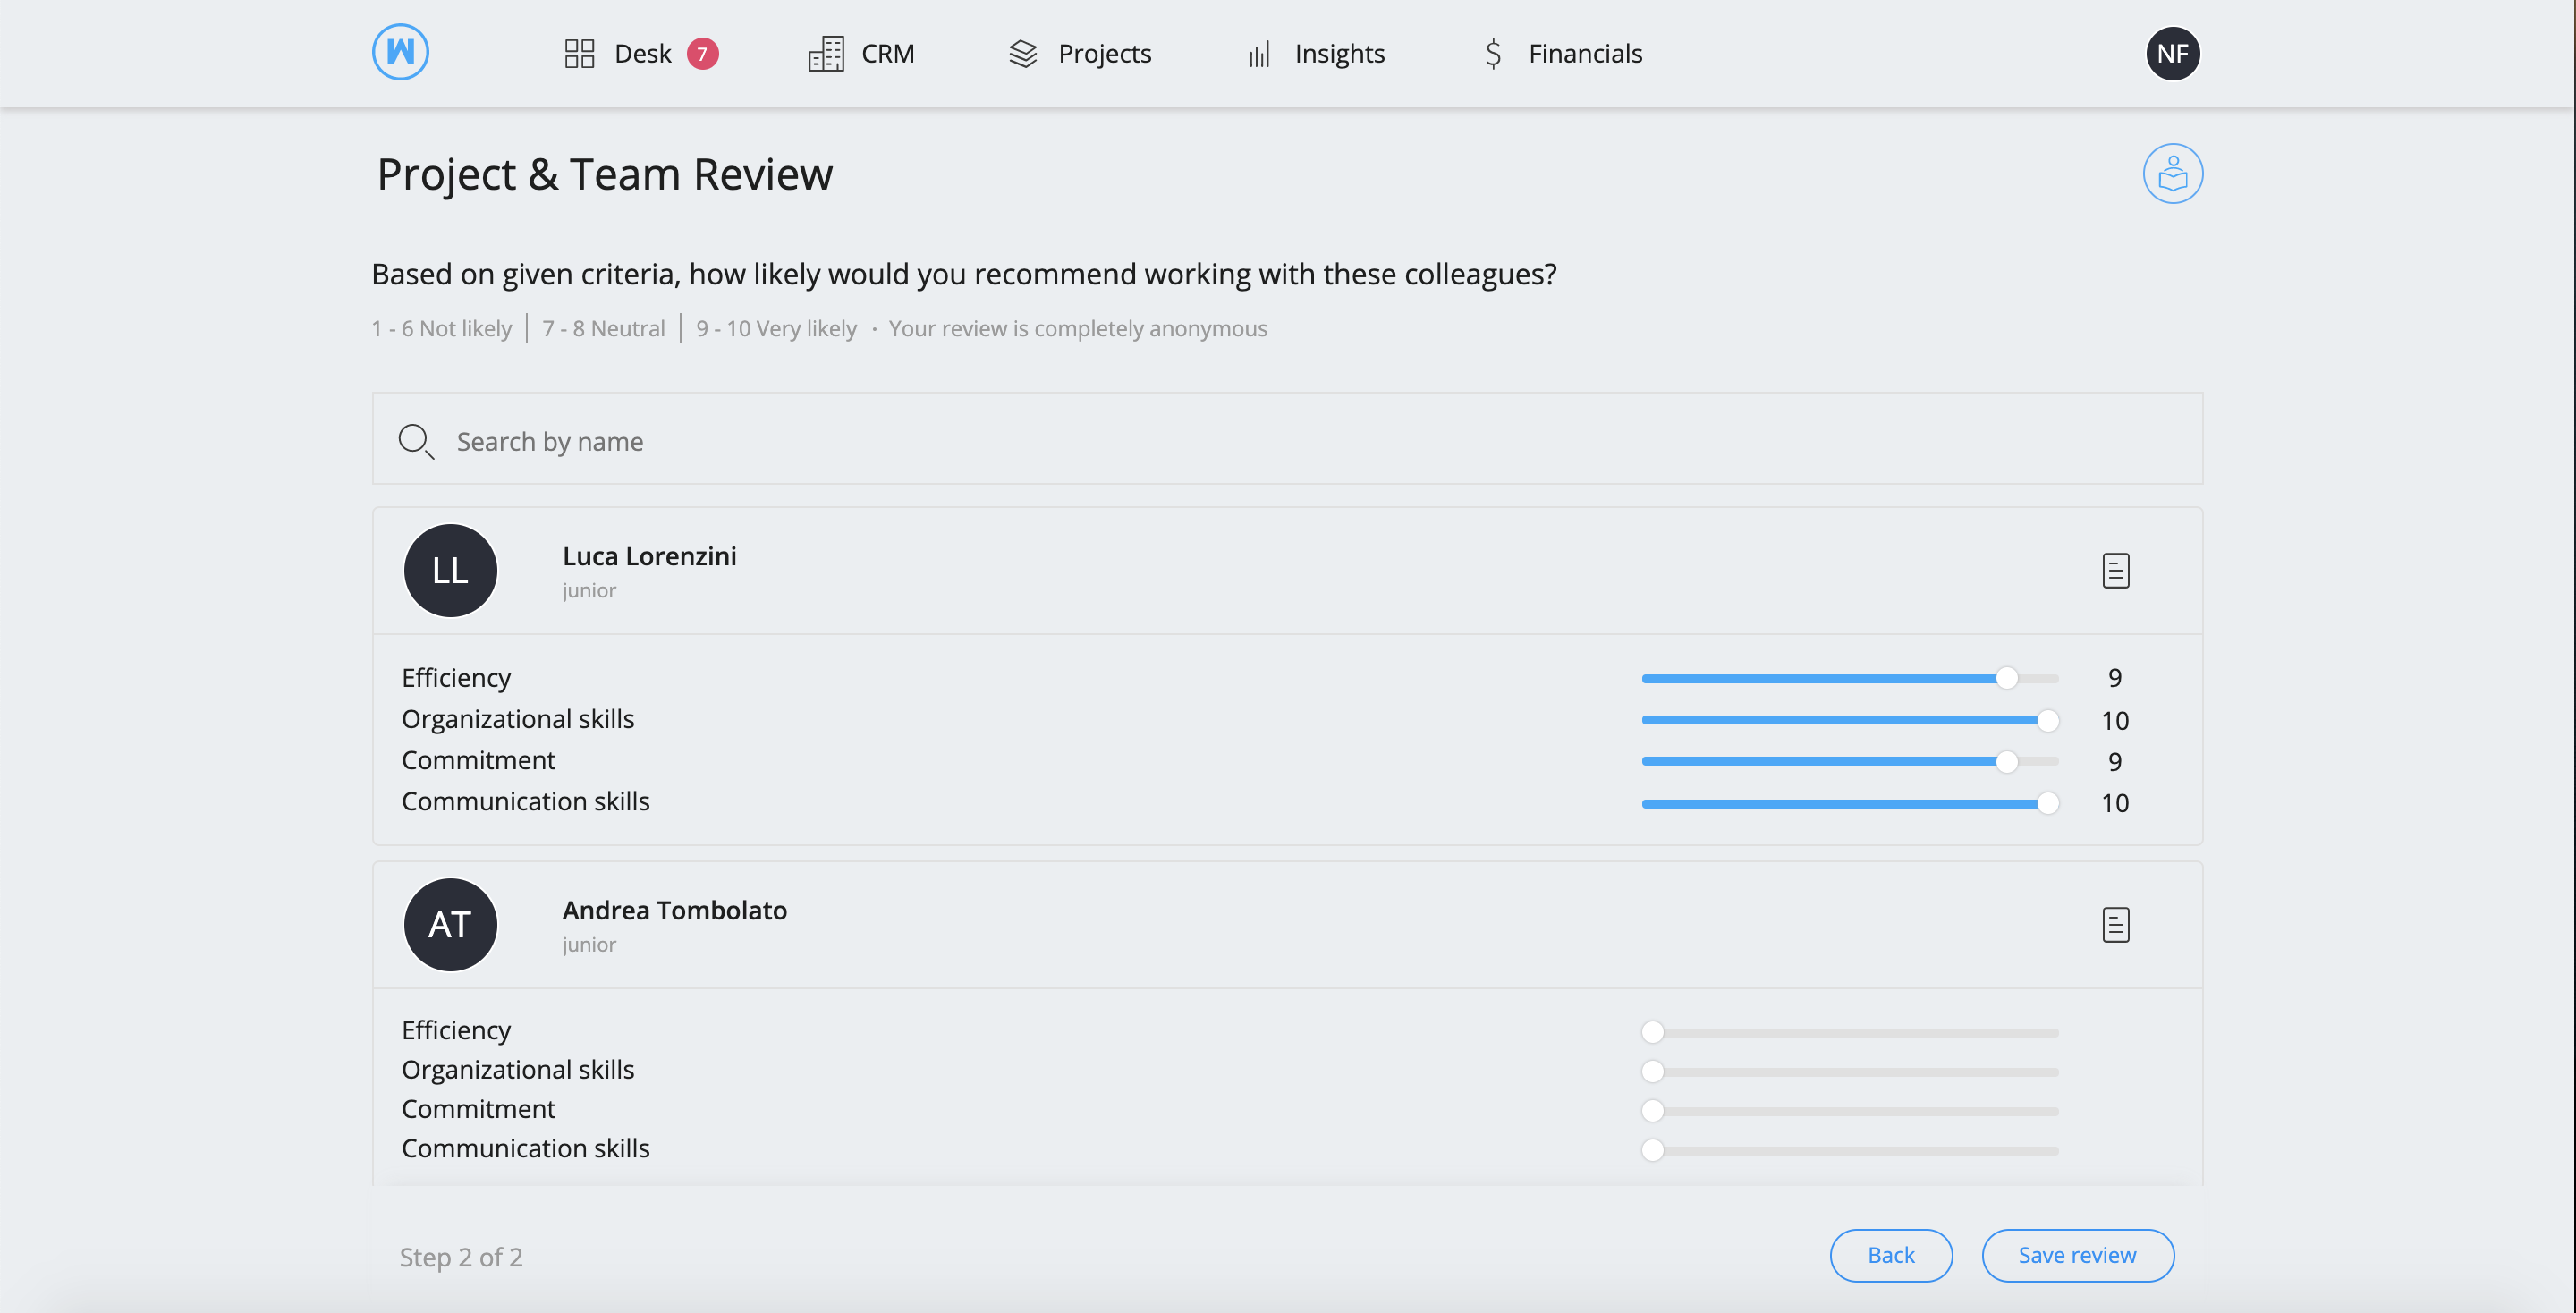 W Desk 7 CRM Projects Insights Financials NF
Project & Team Review
Based on given criteria, how likely would you recommend working with these colleagues?
1 - 6 Not likely | 7 - 8 Neutral | 9 - 10 Very likely · Your review is completely anonymous
Search by name
LL Luca Lorenzini
junior
Efficiency 9
Organizational skills 10
Commitment 9
Communication skills 10
AT Andrea Tombolato
junior
Efficiency
Organizational skills
Commitment
Communication skills
Step 2 of 2 Back Save review